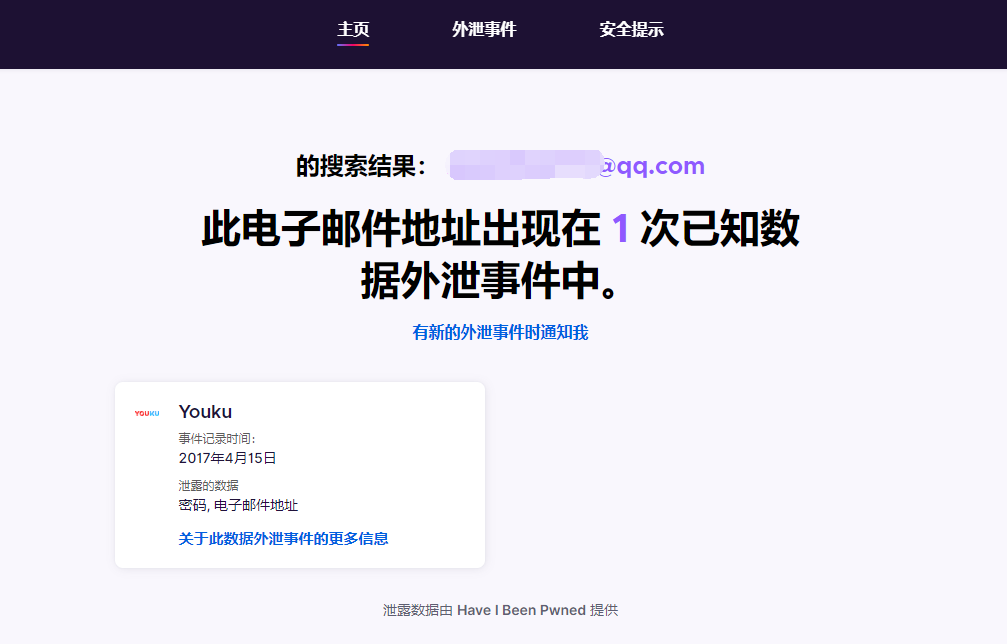 主页 外泄事件 安全提示
的搜索结果： @qq.com
此电子邮件地址出现在 1 次已知数
据外泄事件中。
有新的外泄事件时通知我
YOUKU Youku
事件记录时间：
2017年4月15日
泄露的数据
密码, 电子邮件地址
关于此数据外泄事件的更多信息
泄露数据由 Have I Been Pwned 提供